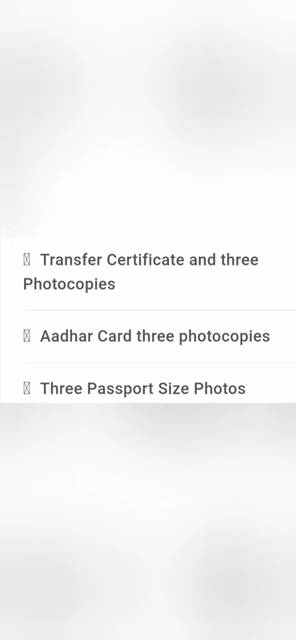 Transfer Certificate and three
Photocopies
Aadhar Card three photocopies
Three Passport Size Photos